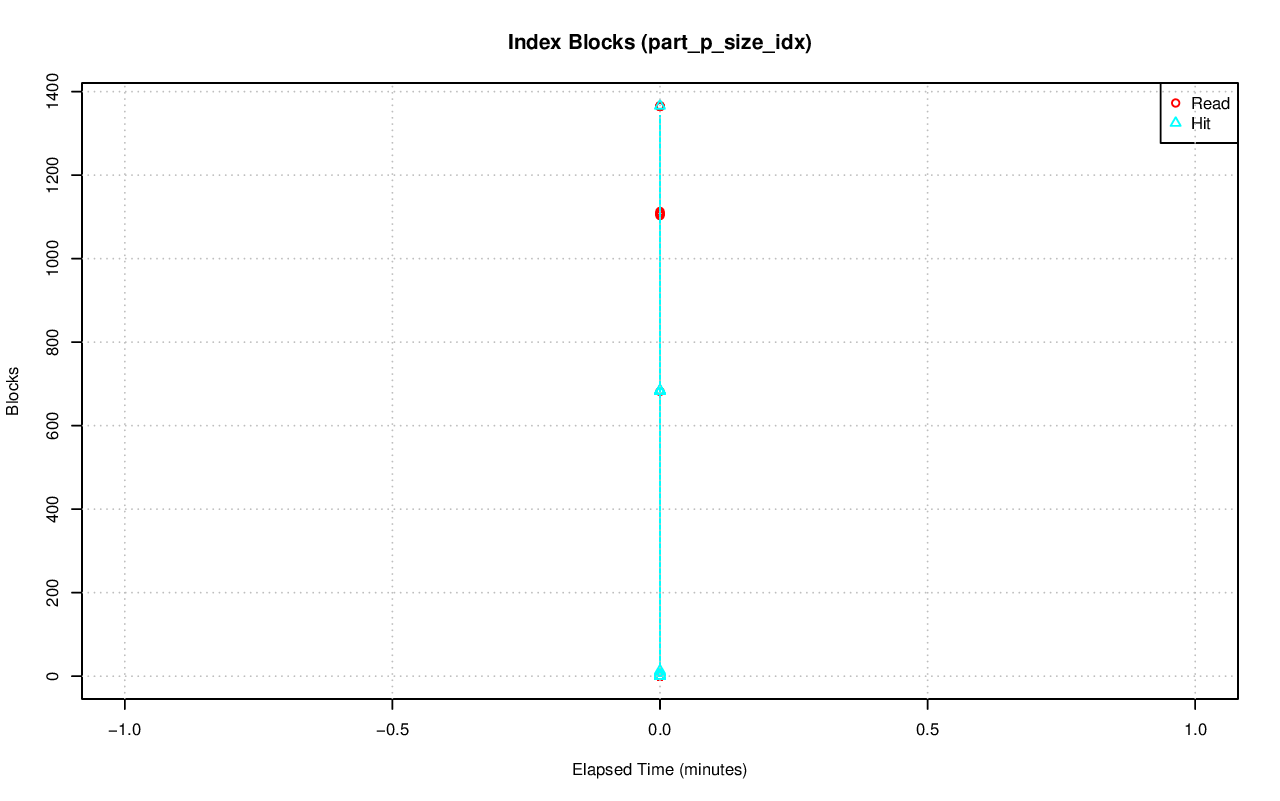 Index Blocks (part_p_size_idx)
Read
Hit
Blocks
1400
1200
1000
800
600
400
200
0
−1.0
−0.5
0.0
0.5
1.0
Elapsed Time (minutes)